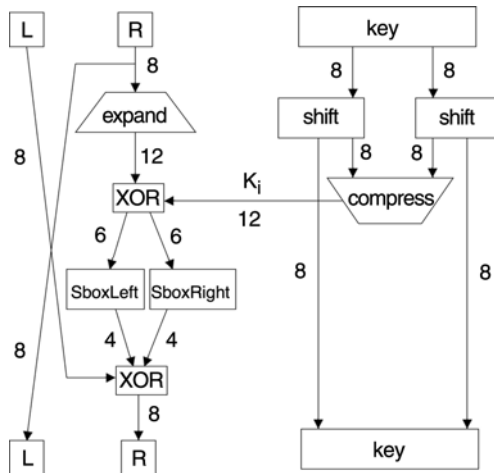 L R key
8 8 8
expand shift shift
12 8 8
8 XOR Kᵢ compress
12
6 6
SboxLeft SboxRight 8 8
4 4
8 XOR
8
L R key